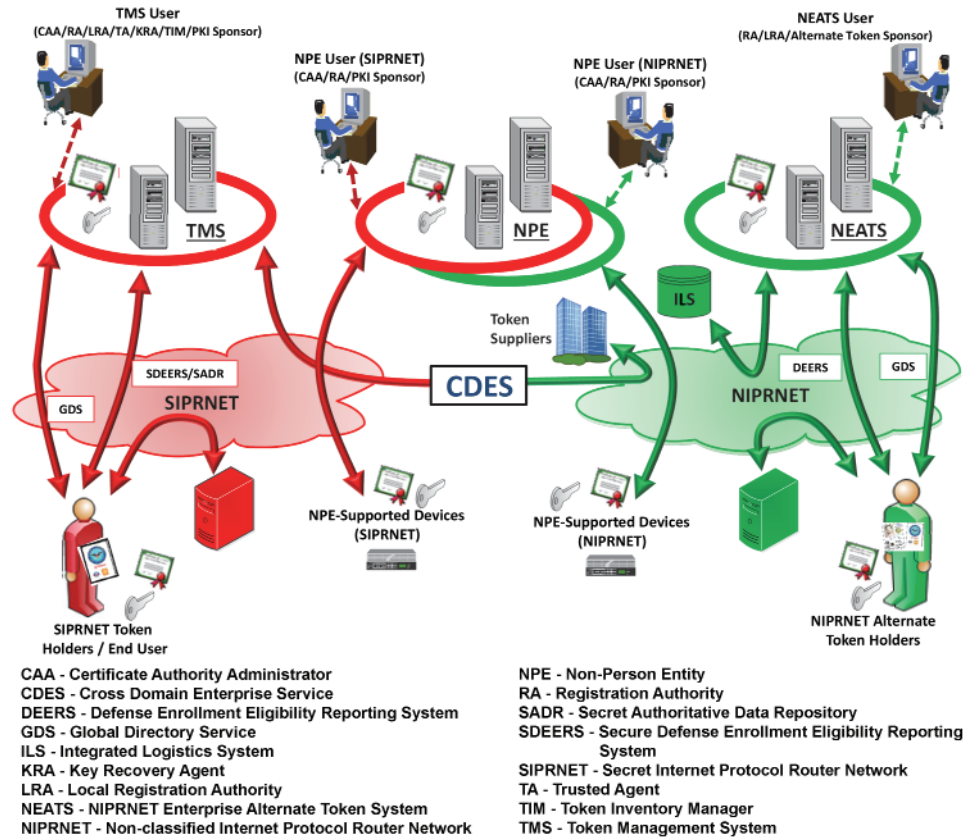 TMS User
(CAA/RA/LRA/TA/KRA/TIM/PKI Sponsor)
NPE User (SIPRNET)
(CAA/RA/PKI Sponsor)
NPE User (NIPRNET)
(CAA/RA/PKI Sponsor)
NEATS User
(RA/LRA/Alternate Token Sponsor)
TMS
NPE
NEATS
ILS
Token
Suppliers
SDEERS/SADR
GDS
SIPRNET
CDES
DEERS
GDS
NIPRNET
NPE-Supported Devices
(SIPRNET)
NPE-Supported Devices
(NIPRNET)
SIPRNET Token
Holders / End User
NIPRNET Alternate
Token Holders
CAA - Certificate Authority Administrator
CDES - Cross Domain Enterprise Service
DEERS - Defense Enrollment Eligibility Reporting System
GDS - Global Directory Service
ILS - Integrated Logistics System
KRA - Key Recovery Agent
LRA - Local Registration Authority
NEATS - NIPRNET Enterprise Alternate Token System
NIPRNET - Non-classified Internet Protocol Router Network
NPE - Non-Person Entity
RA - Registration Authority
SADR - Secret Authoritative Data Repository
SDEERS - Secure Defense Enrollment Eligibility Reporting
System
SIPRNET - Secret Internet Protocol Router Network
TA - Trusted Agent
TIM - Token Inventory Manager
TMS - Token Management System